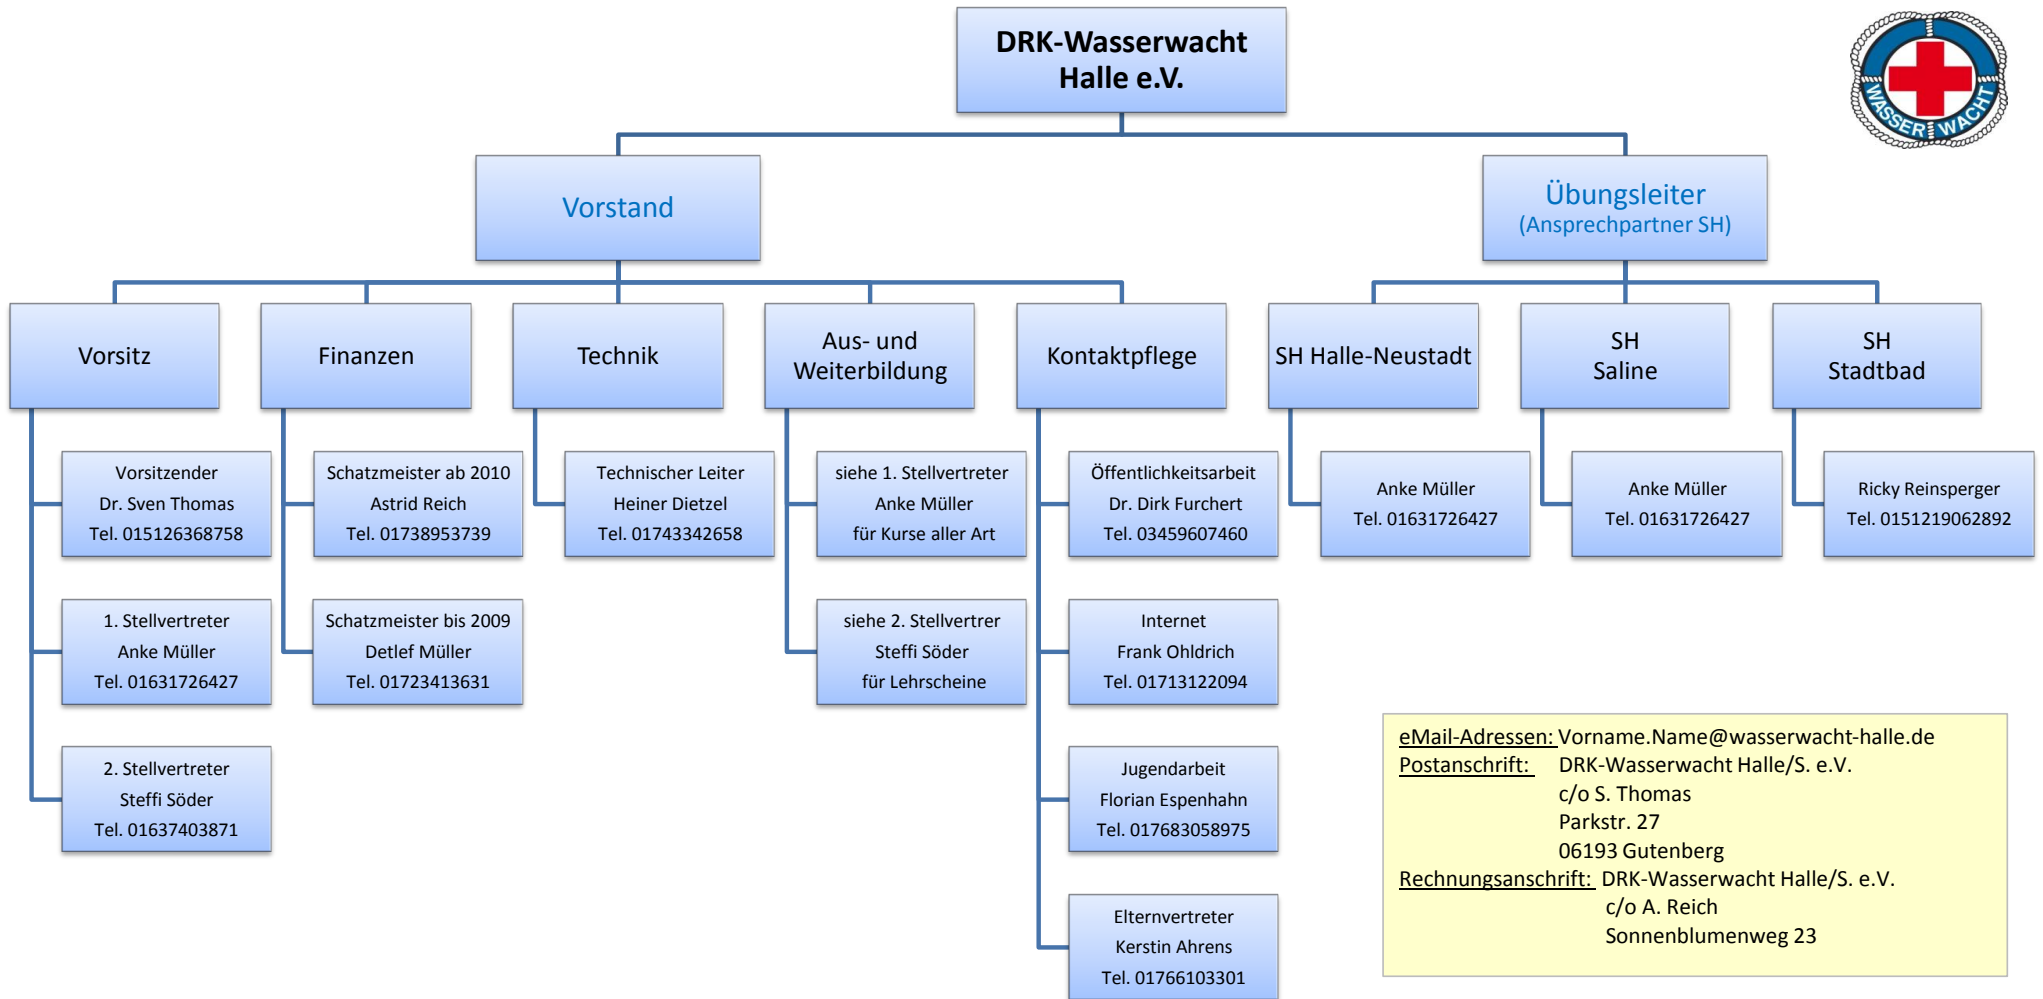 DRK-Wasserwacht
Halle e.V.
WASSER WACHT
Vorstand
Übungsleiter
(Ansprechpartner SH)
Vorsitz
Finanzen
Technik
Aus- und
Weiterbildung
Kontaktpflege
SH Halle-Neustadt
SH
Saline
SH
Stadtbad
Vorsitzender
Dr. Sven Thomas
Tel. 015126368758
1. Stellvertreter
Anke Müller
Tel. 01631726427
2. Stellvertreter
Steffi Söder
Tel. 01637403871
Schatzmeister ab 2010
Astrid Reich
Tel. 01738953739
Schatzmeister bis 2009
Detlef Müller
Tel. 01723413631
Technischer Leiter
Heiner Dietzel
Tel. 01743342658
siehe 1. Stellvertreter
Anke Müller
für Kurse aller Art
siehe 2. Stellvertrer
Steffi Söder
für Lehrscheine
Öffentlichkeitsarbeit
Dr. Dirk Furchert
Tel. 03459607460
Internet
Frank Ohldrich
Tel. 01713122094
Jugendarbeit
Florian Espenhahn
Tel. 017683058975
Elternvertreter
Kerstin Ahrens
Tel. 01766103301
Anke Müller
Tel. 01631726427
Anke Müller
Tel. 01631726427
Ricky Reinsperger
Tel. 0151219062892
eMail-Adressen: Vorname.Name@wasserwacht-halle.de
Postanschrift: DRK-Wasserwacht Halle/S. e.V.
c/o S. Thomas
Parkstr. 27
06193 Gutenberg
Rechnungsanschrift: DRK-Wasserwacht Halle/S. e.V.
c/o A. Reich
Sonnenblumenweg 23